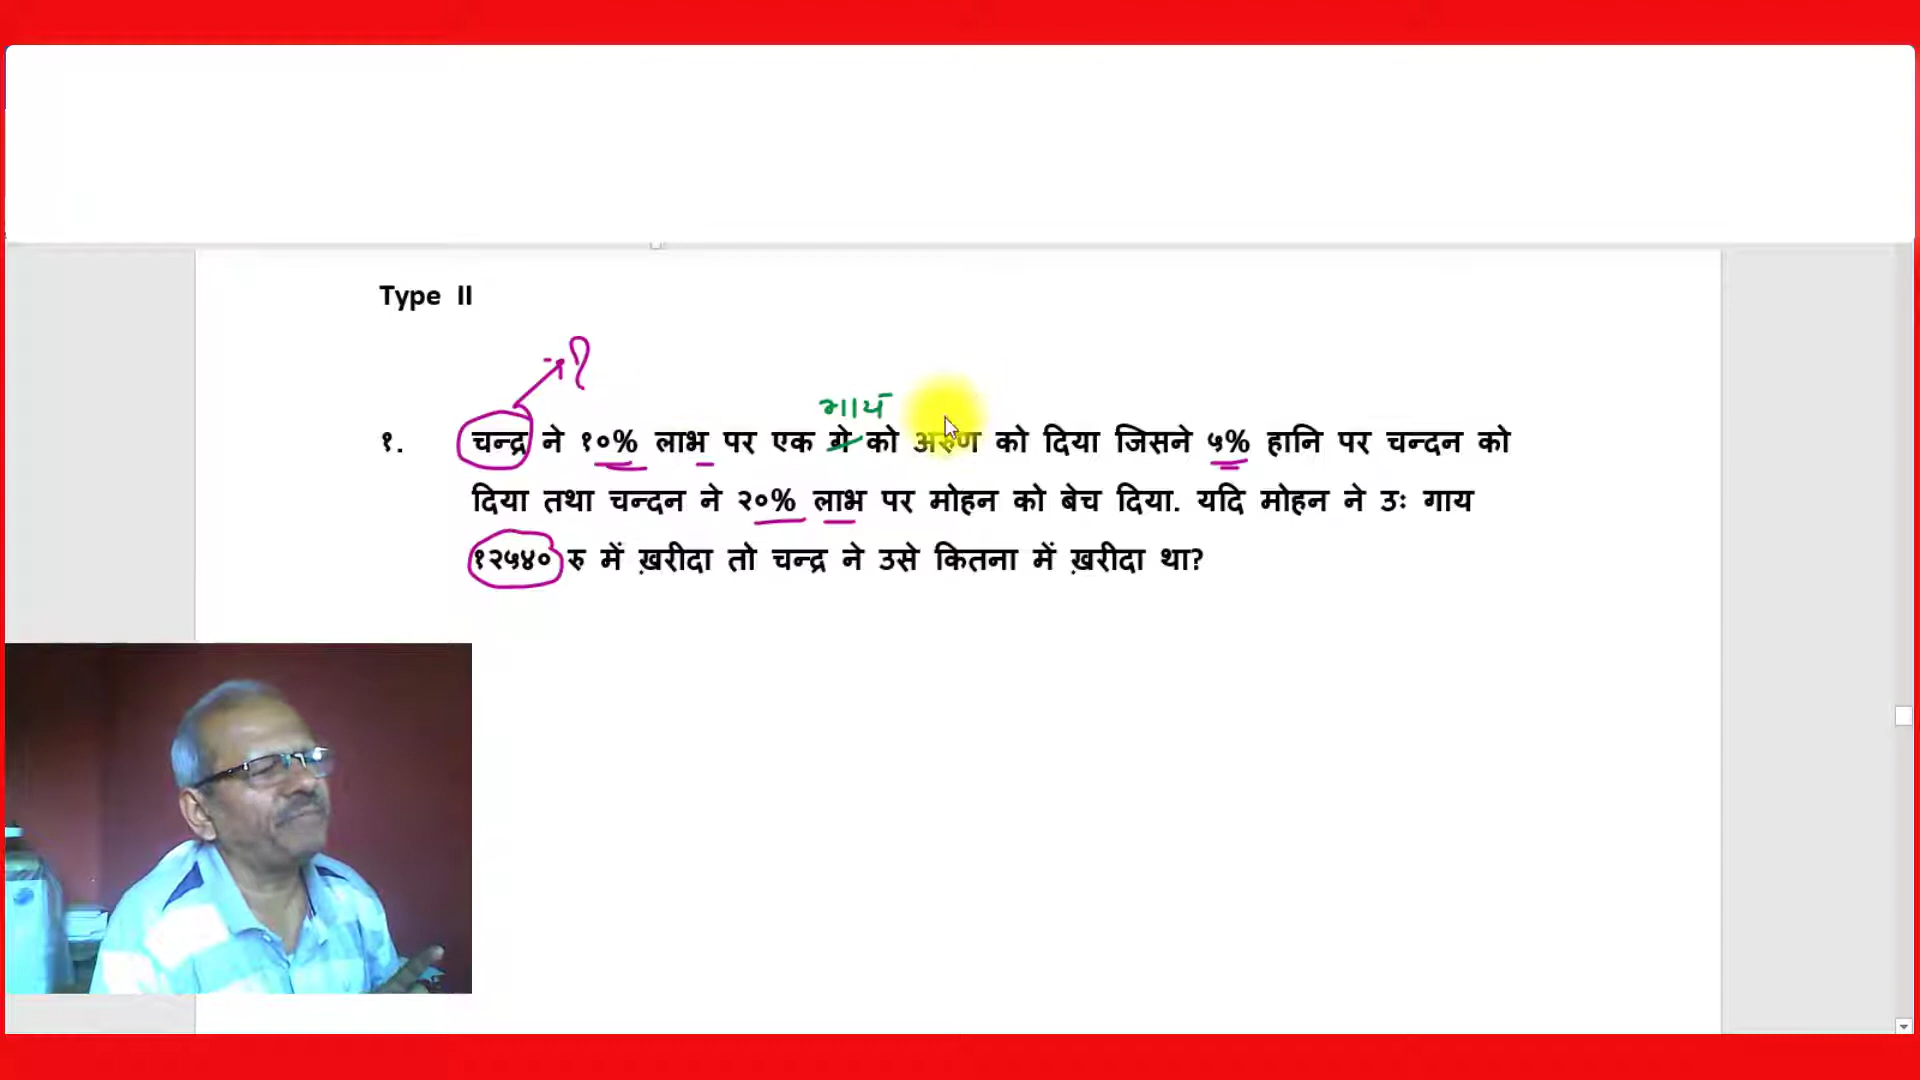 Type II
?
गाय
१. चन्द्र ने १०% लाभ पर एक गे को अरुण को दिया जिसने ५% हानि पर चन्दन को
दिया तथा चन्दन ने २०% लाभ पर मोहन को बेच दिया. यदि मोहन ने उः गाय
१२५४० रु में ख़रीदा तो चन्द्र ने उसे कितना में ख़रीदा था?